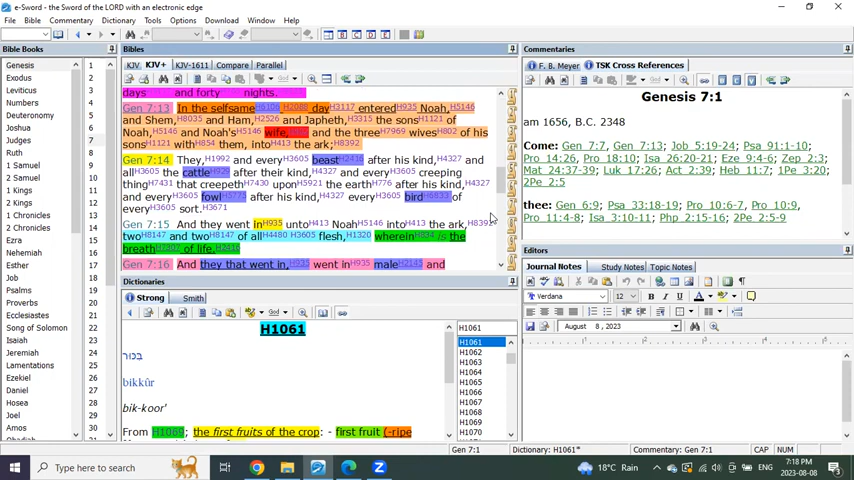 e-Sword - the Sword of the LORD with an electronic edge
File Bible Commentary Dictionary Tools Options Download Window Help
Bible Books
Genesis
Exodus
Leviticus
Numbers
Deuteronomy
Joshua
Judges
Ruth
1 Samuel
2 Samuel
1 Kings
2 Kings
1 Chronicles
2 Chronicles
Ezra
Nehemiah
Esther
Job
Psalms
Proverbs
Ecclesiastes
Song of Solomon
Isaiah
Jeremiah
Lamentations
Ezekiel
Daniel
Hosea
Joel
Amos
1
2
3
4
5
6
7
8
9
10
11
12
13
14
15
16
17
18
19
20
21
22
23
24
25
26
27
28
29
30
31
Bibles
KJV KJV+ KJV-1611 Compare Parallel
days and forty nights.
Gen 7:13 In the selfsame H6106 H2088 day H3117 entered H935 Noah, H5146
and Shem, H8035 and Ham, H2526 and Japheth, H3315 the sons H1121 of
Noah, H5146 and Noah's H5146 wife, H802 and the three H7969 wives H802 of his
sons H1121 with H854 them, into H413 the ark; H8392
Gen 7:14 They, H1992 and every H3605 beast H2416 after his kind, H4327 and
all H3605 the cattle H929 after their kind, H4327 and every H3605 creeping
thing H7431 that creepeth H7430 upon H5921 the earth H776 after his kind, H4327
and every H3605 fowl H5775 after his kind, H4327 every H3605 bird H6833 of
every H3605 sort. H3671
Gen 7:15 And they went in H935 unto H413 Noah H5146 into H413 the ark, H8392
two H8147 and two H8147 of all H4480 H3605 flesh, H1320 wherein H834 is the
breath H7307 of life. H2416
Gen 7:16 And they that went in, H935 went in H935 male H2145 and
Dictionaries
Strong Smith
H1061
H1061
בּכּוּר
bikkûr
bik-koor'
From H1069; the first fruits of the crop: - first fruit (-ripe
H1061
H1062
H1063
H1064
H1065
H1066
H1067
H1068
H1069
H1070
Commentaries
F. B. Meyer TSK Cross References
Genesis 7:1
am 1656, B.C. 2348
Come: Gen 7:7, Gen 7:13; Job 5:19-24; Psa 91:1-10;
Pro 14:26, Pro 18:10; Isa 26:20-21; Eze 9:4-6; Zep 2:3;
Mat 24:37-39; Luk 17:26; Act 2:39; Heb 11:7; 1Pe 3:20;
2Pe 2:5
thee: Gen 6:9; Psa 33:18-19; Pro 10:6-7, Pro 10:9,
Pro 11:4-8; Isa 3:10-11; Php 2:15-16; 2Pe 2:5-9
Editors
Journal Notes Study Notes Topic Notes
Verdana 12 B I U
August 8, 2023
1 2 3 4 5
Gen 7:1 Dictionary: H1061* Commentary: Gen 7:1 CAP NUM
Type here to search
18°C Rain
ENG
7:18 PM
2023-08-08
3